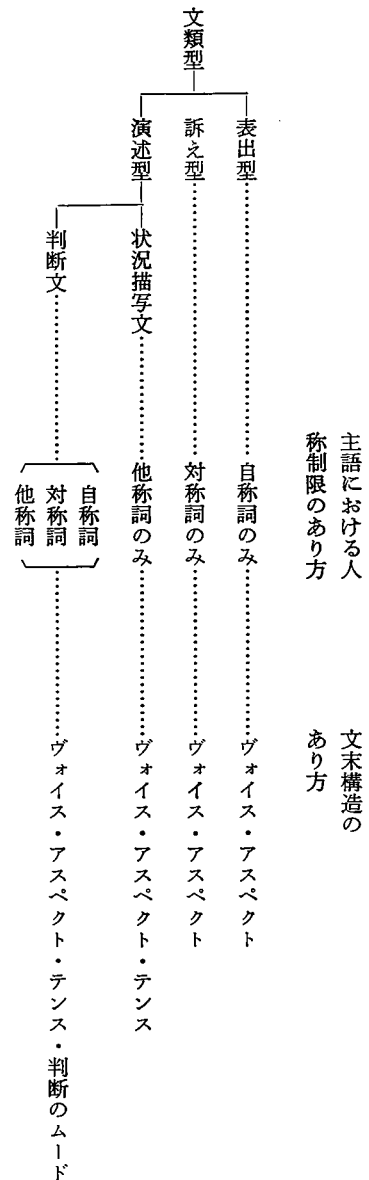 主語における人
称制限のあり方
文末構造の
あり方
文類型
表出型
自称詞のみ
ヴォイス・アスペクト
訴え型
対称詞のみ
ヴォイス・アスペクト
演述型
状況描写文
他称詞のみ
ヴォイス・アスペクト・テンス
判断文
自称詞
対称詞
他称詞
ヴォイス・アスペクト・テンス・判断のムード